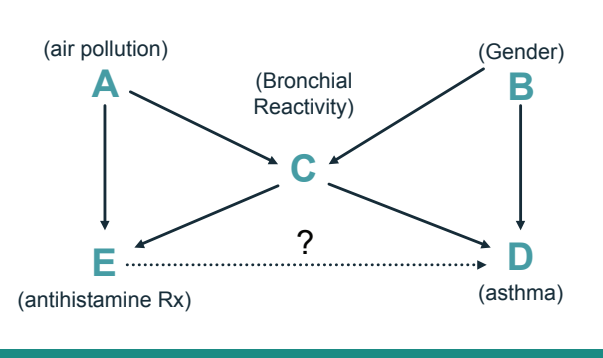 (air pollution)
A
(Gender)
B
(Bronchial
Reactivity)
C
?
E
(antihistamine Rx)
D
(asthma)